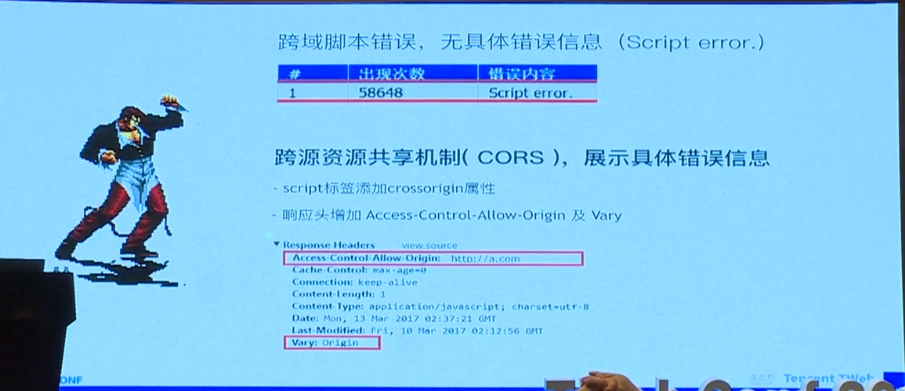 跨域脚本错误，无具体错误信息（Script error.）
# 出现次数 错误内容
1 58648 Script error.
跨源资源共享机制( CORS )，展示具体错误信息
- script标签添加crossorigin属性
- 响应头增加 Access-Control-Allow-Origin 及 Vary
▼ Response Headers view source
Access-Control-Allow-Origin: http://a.com
Cache-Control: max-age=0
Connection: keep-alive
Content-Length: 1
Content-Type: application/javascript; charset=utf-8
Date: Mon, 13 Mar 2017 02:37:21 GMT
Last-Modified: Fri, 10 Mar 2017 02:12:56 GMT
Vary: Origin
Tencent TWeb